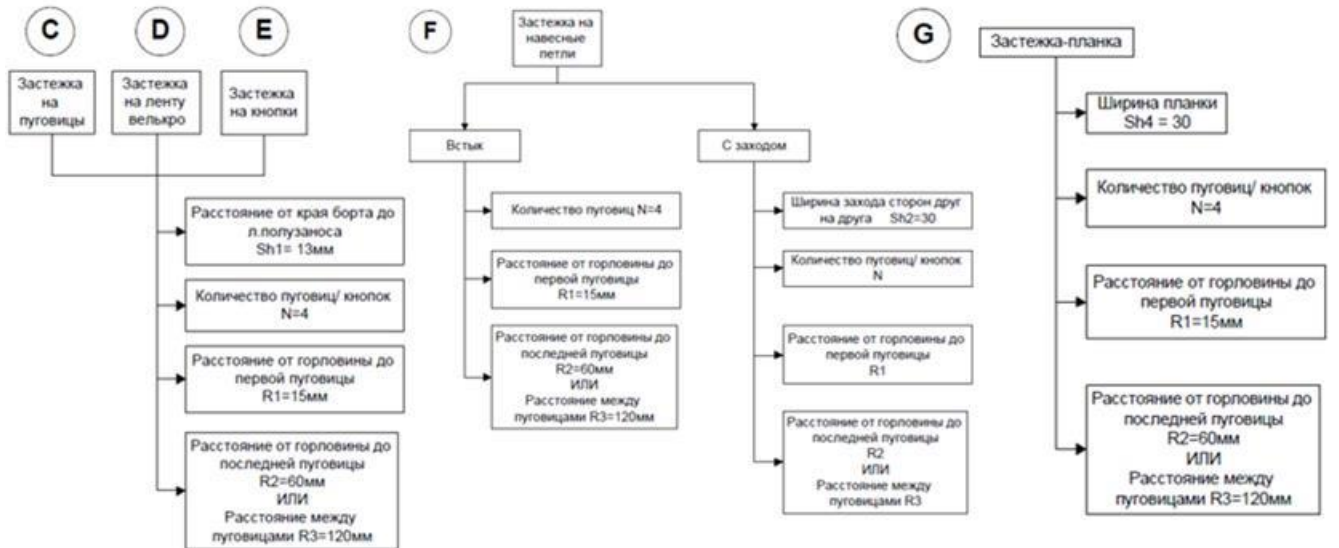 C
D
E
Застежка
на
пуговицы
Застежка
на ленту
велькро
Застежка
на кнопки
Расстояние от края борта до
л.полузаноса
Sh1= 13мм
Количество пуговиц/ кнопок
N=4
Расстояние от горловины до
первой пуговицы
R1=15мм
Расстояние от горловины до
последней пуговицы
R2=60мм
ИЛИ
Расстояние между
пуговицами R3=120мм
F
Застежка на
навесные
петли
Встык
Количество пуговиц N=4
Расстояние от горловины до
первой пуговицы
R1=15мм
Расстояние от горловины до
последней пуговицы
R2=60мм
ИЛИ
Расстояние между
пуговицами R3=120мм
С заходом
Ширина захода сторон друг
на друга Sh2=30
Количество пуговиц/ кнопок
N
Расстояние от горловины до
первой пуговицы
R1
Расстояние от горловины до
последней пуговицы
R2
ИЛИ
Расстояние между
пуговицами R3
G
Застежка-планка
Ширина планки
Sh4 = 30
Количество пуговиц/ кнопок
N=4
Расстояние от горловины до
первой пуговицы
R1=15мм
Расстояние от горловины до
последней пуговицы
R2=60мм
ИЛИ
Расстояние между
пуговицами R3=120мм